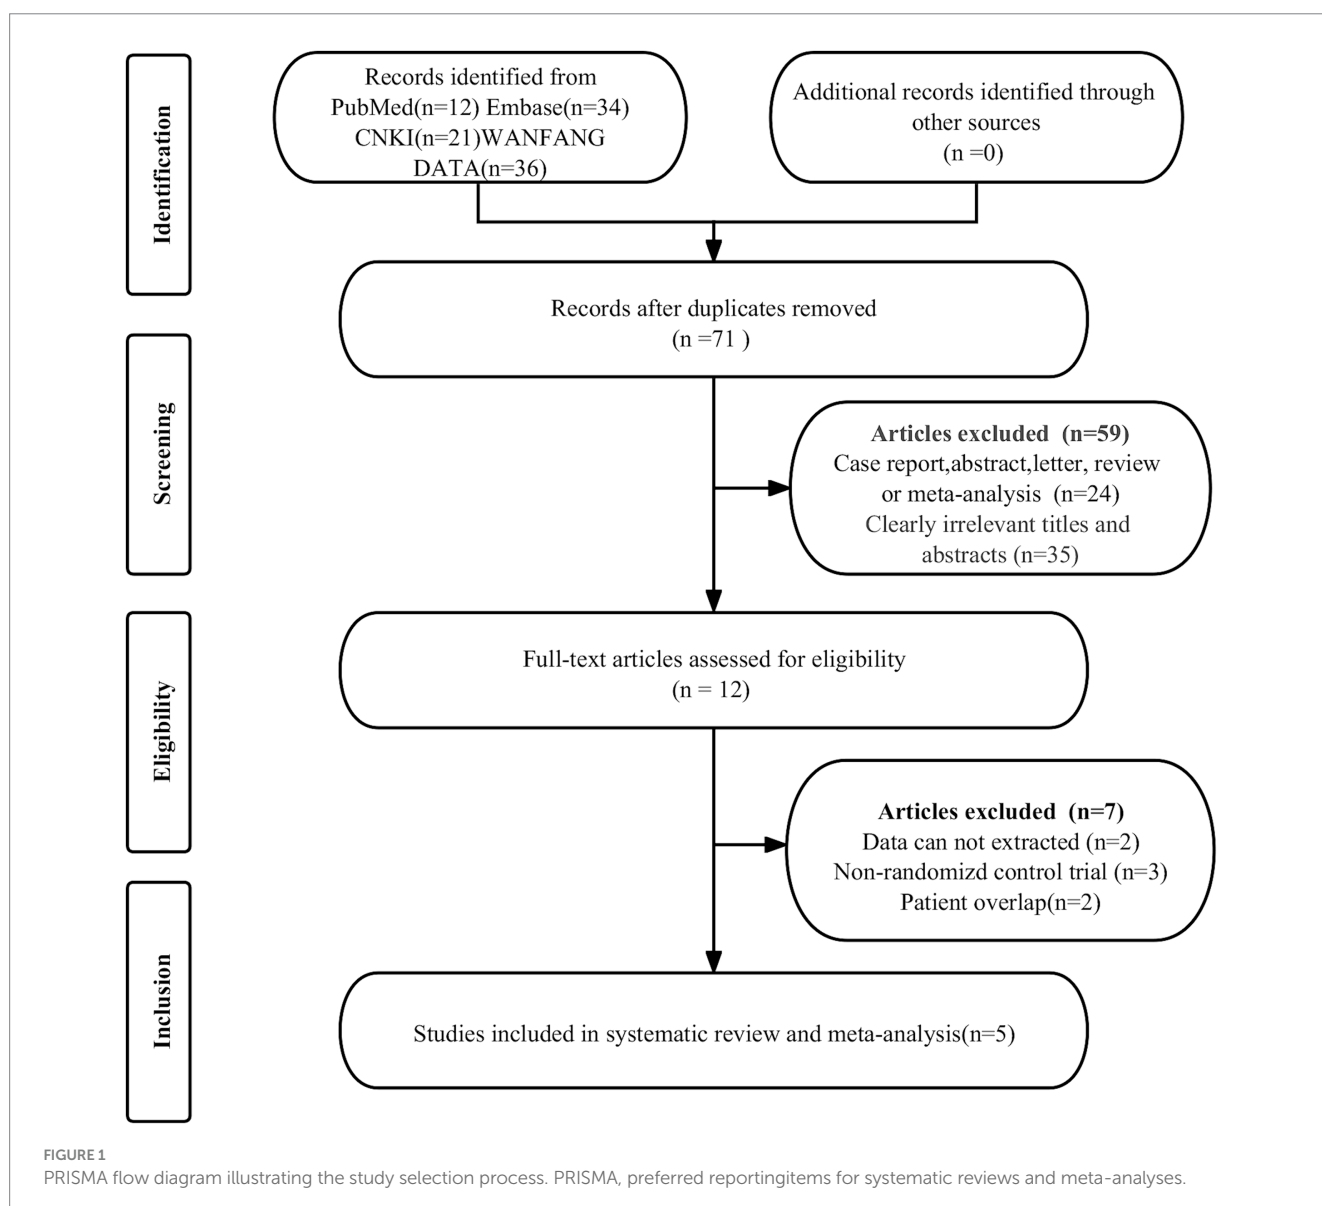 Identification
Records identified from
PubMed(n=12) Embase(n=34)
CNKI(n=21)WANFANG
DATA(n=36)
Additional records identified through
other sources
(n =0)
Records after duplicates removed
(n =71 )
Screening
Articles excluded (n=59)
Case report,abstract,letter, review
or meta-analysis (n=24)
Clearly irrelevant titles and
abstracts (n=35)
Eligibility
Full-text articles assessed for eligibility
(n = 12)
Articles excluded (n=7)
Data can not extracted (n=2)
Non-randomizd control trial (n=3)
Patient overlap(n=2)
Inclusion
Studies included in systematic review and meta-analysis(n=5)
FIGURE 1
PRISMA flow diagram illustrating the study selection process. PRISMA, preferred reportingitems for systematic reviews and meta-analyses.